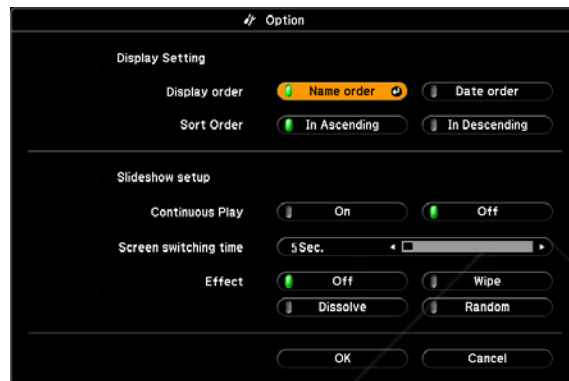 Option
Display Setting
Display order Name order Date order
Sort Order In Ascending In Descending
Slideshow setup
Continuous Play On Off
Screen switching time 5Sec.
Effect Off Wipe
Dissolve Random
OK Cancel